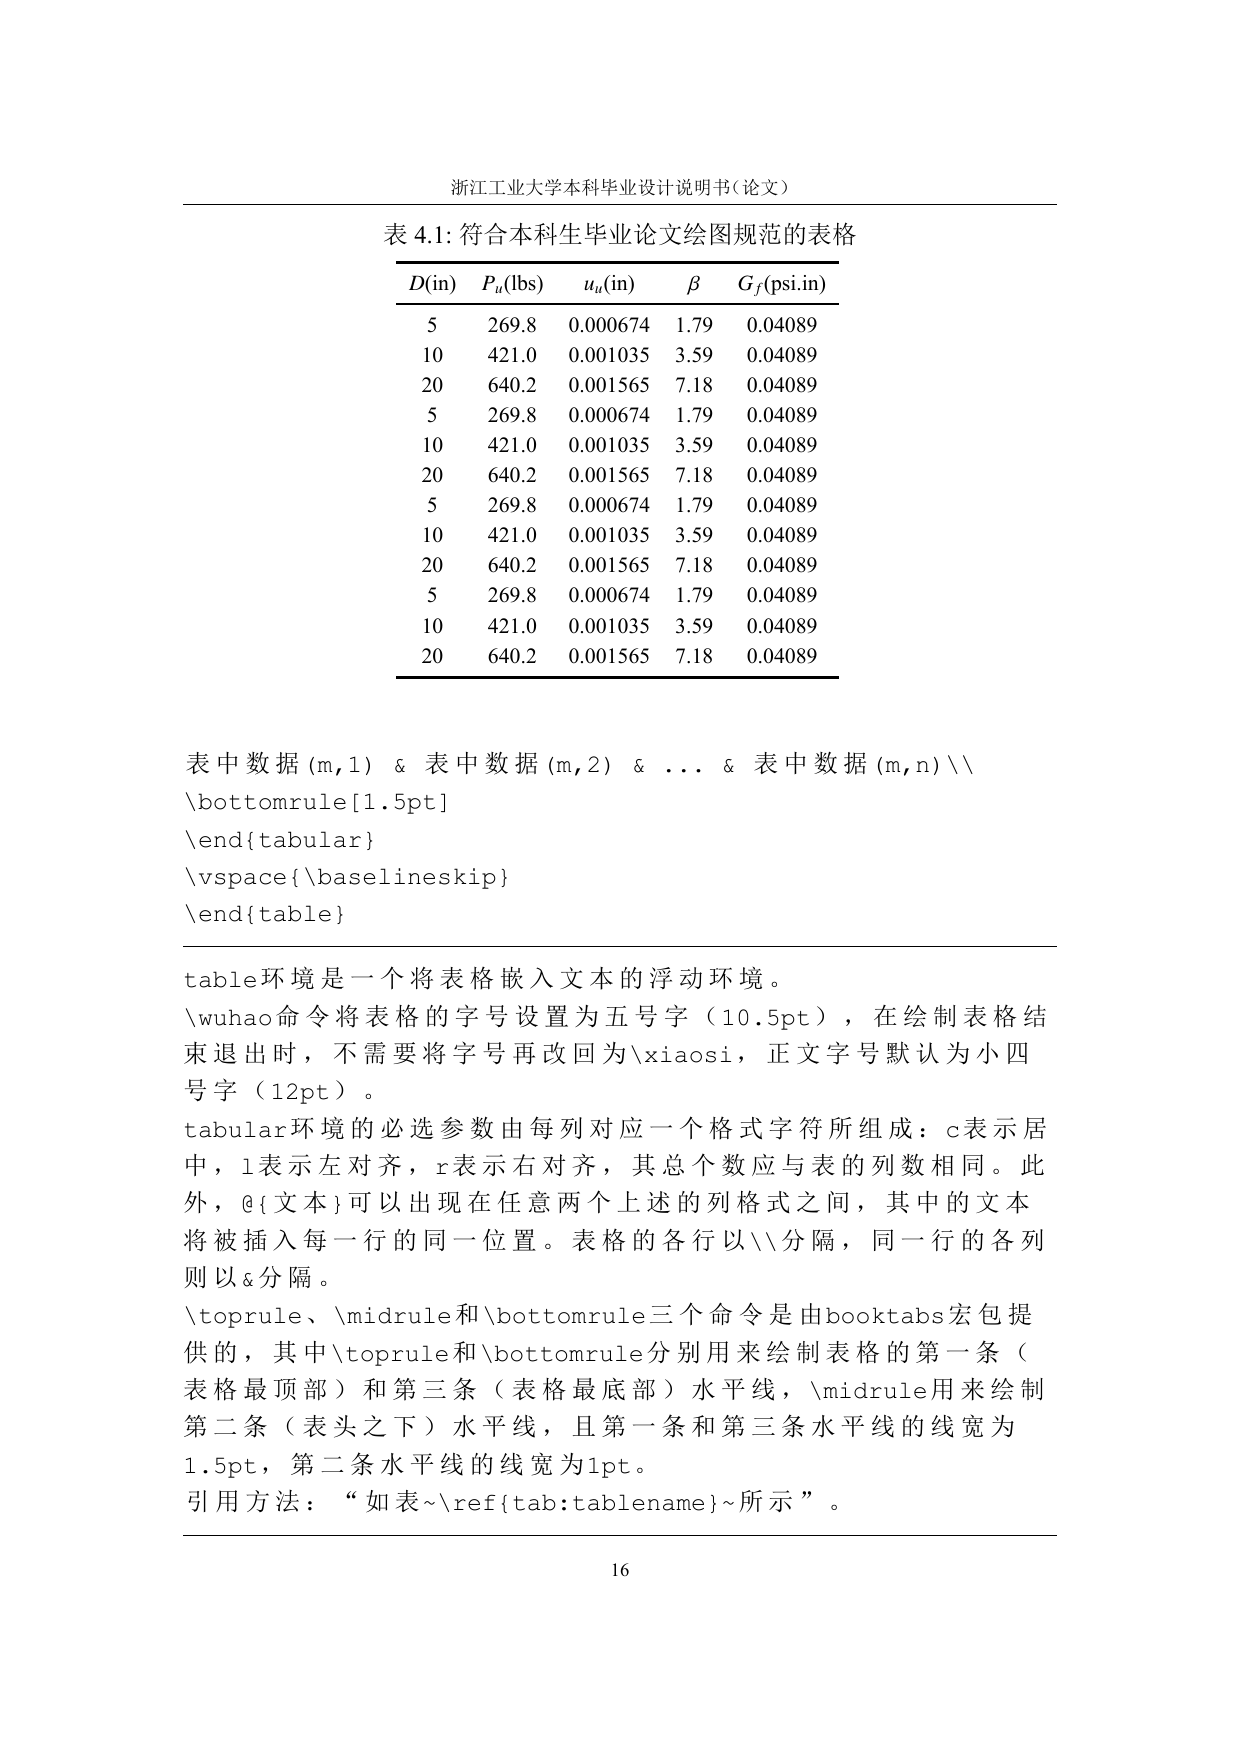 浙江工业大学本科毕业设计说明书（论文）
表 4.1: 符合本科生毕业论文绘图规范的表格
D(in) Pu(lbs) uu(in) β Gf(psi.in)
5 269.8 0.000674 1.79 0.04089
10 421.0 0.001035 3.59 0.04089
20 640.2 0.001565 7.18 0.04089
5 269.8 0.000674 1.79 0.04089
10 421.0 0.001035 3.59 0.04089
20 640.2 0.001565 7.18 0.04089
5 269.8 0.000674 1.79 0.04089
10 421.0 0.001035 3.59 0.04089
20 640.2 0.001565 7.18 0.04089
5 269.8 0.000674 1.79 0.04089
10 421.0 0.001035 3.59 0.04089
20 640.2 0.001565 7.18 0.04089
表中数据(m,1) & 表中数据(m,2) & ... & 表中数据(m,n)\\
\bottomrule[1.5pt]
\end{tabular}
\vspace{\baselineskip}
\end{table}
table环境是一个将表格嵌入文本的浮动环境。
\wuhao命令将表格的字号设置为五号字（10.5pt），在绘制表格结
束退出时，不需要将字号再改回为\xiaosi，正文字号默认为小四
号字（12pt）。
tabular环境的必选参数由每列对应一个格式字符所组成：c表示居
中，l表示左对齐，r表示右对齐，其总个数应与表的列数相同。此
外，@{文本}可以出现在任意两个上述的列格式之间，其中的文本
将被插入每一行的同一位置。表格的各行以\\分隔，同一行的各列
则以&分隔。
\toprule、\midrule和\bottomrule三个命令是由booktabs宏包提
供的，其中\toprule和\bottomrule分别用来绘制表格的第一条（
表格最顶部）和第三条（表格最底部）水平线，\midrule用来绘制
第二条（表头之下）水平线，且第一条和第三条水平线的线宽为
1.5pt，第二条水平线的线宽为1pt。
引用方法：“如表~\ref{tab:tablename}~所示”。
16